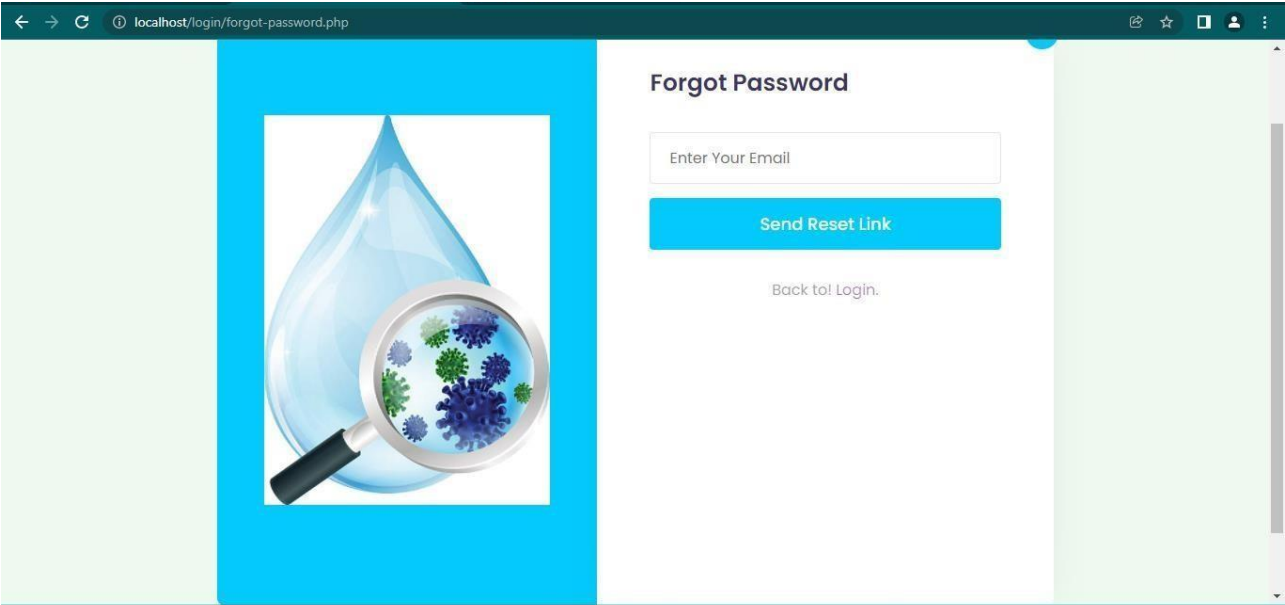 localhost/login/forgot-password.php
Forgot Password
Enter Your Email
Send Reset Link
Back to! Login.